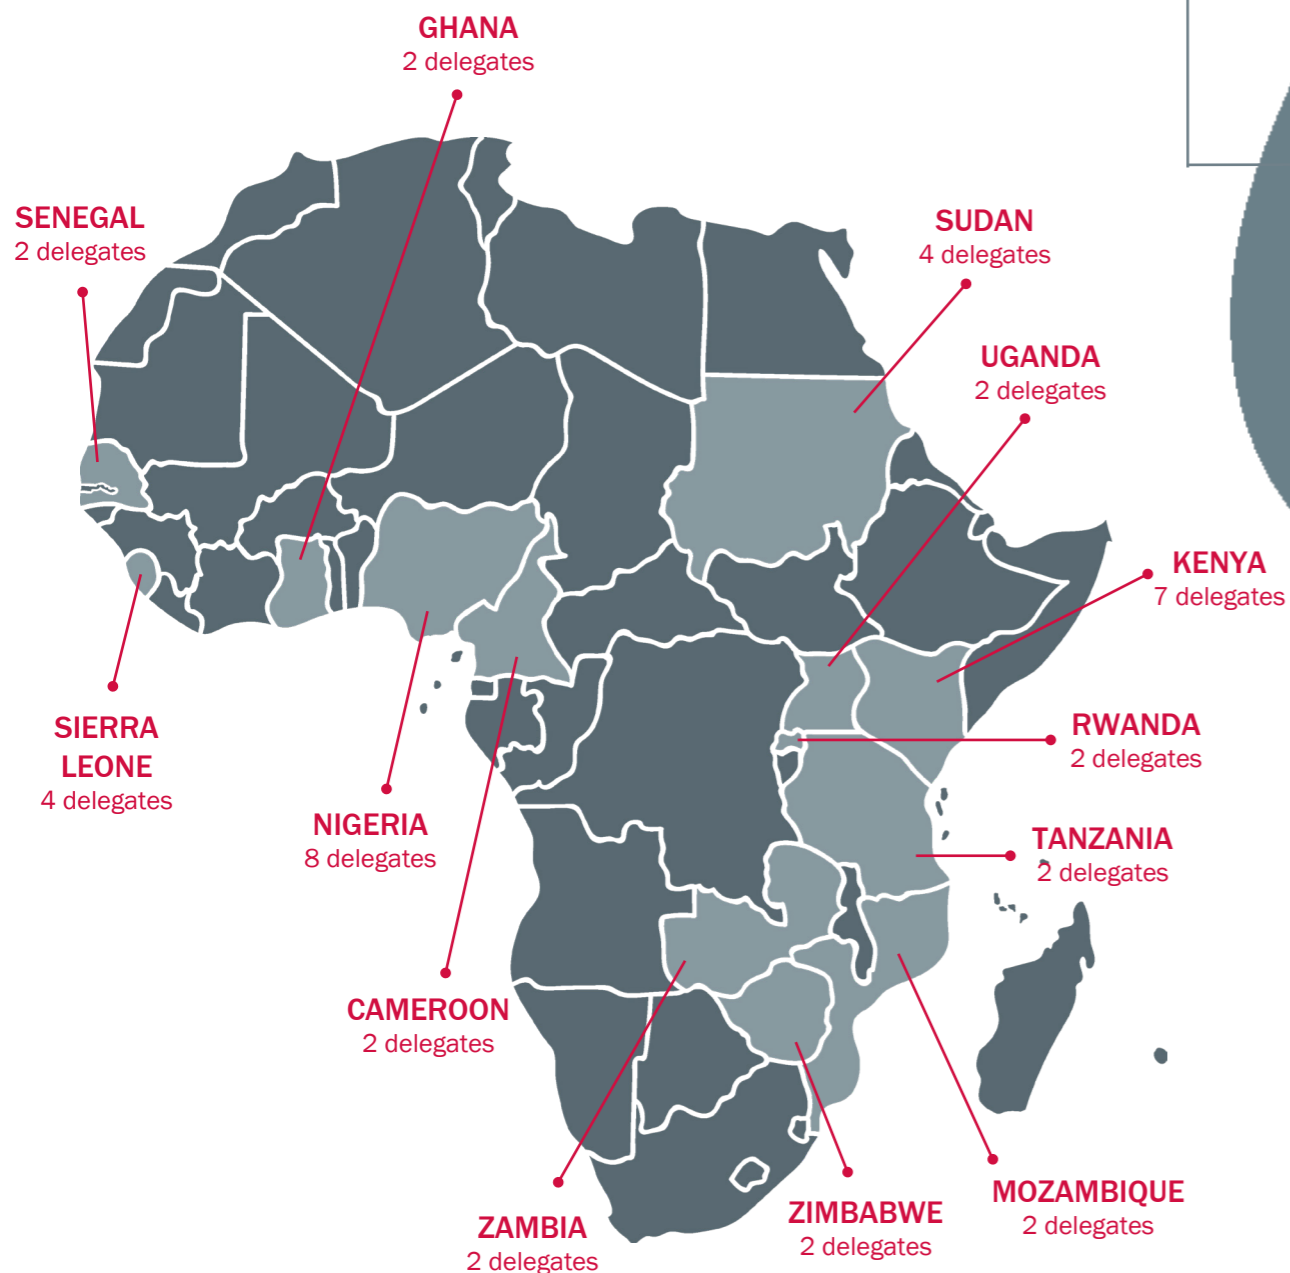 GHANA
2 delegates
SENEGAL
2 delegates
SUDAN
4 delegates
UGANDA
2 delegates
KENYA
7 delegates
RWANDA
2 delegates
SIERRA
LEONE
4 delegates
NIGERIA
8 delegates
TANZANIA
2 delegates
CAMEROON
2 delegates
MOZAMBIQUE
2 delegates
ZIMBABWE
2 delegates
ZAMBIA
2 delegates